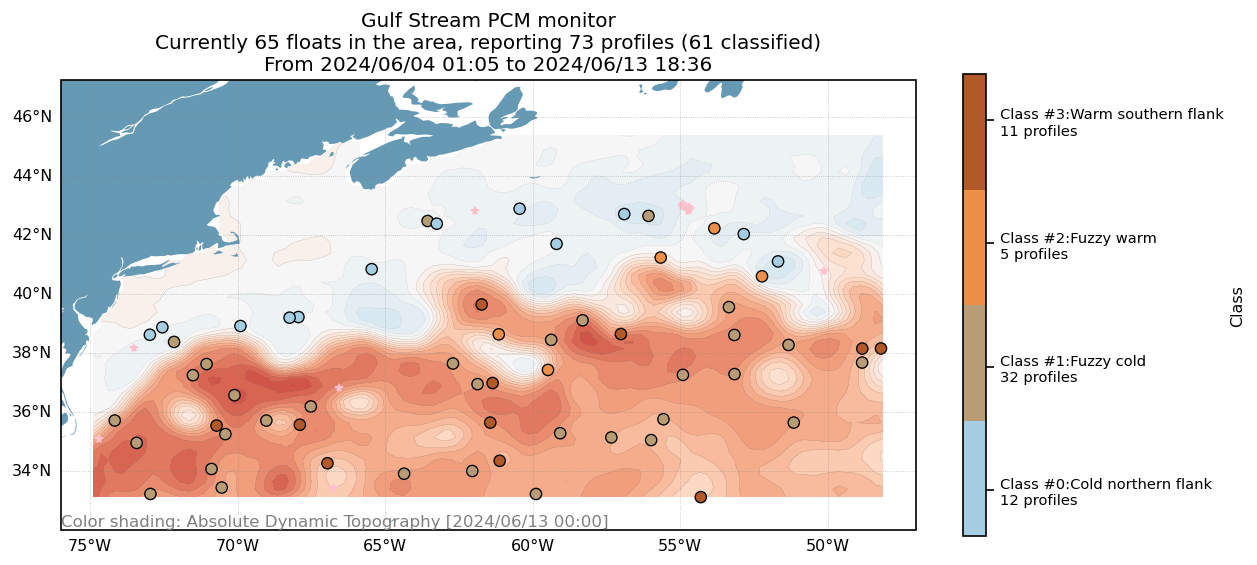 Gulf Stream PCM monitor
Currently 65 floats in the area, reporting 73 profiles (61 classified)
From 2024/06/04 01:05 to 2024/06/13 18:36
46°N
44°N
42°N
40°N
38°N
36°N
34°N
Color shading: Absolute Dynamic Topography [2024/06/13 00:00]
75°W 70°W 65°W 60°W 55°W 50°W
Class #3:Warm southern flank
11 profiles
Class #2:Fuzzy warm
5 profiles
Class #1:Fuzzy cold
32 profiles
Class #0:Cold northern flank
12 profiles
Class